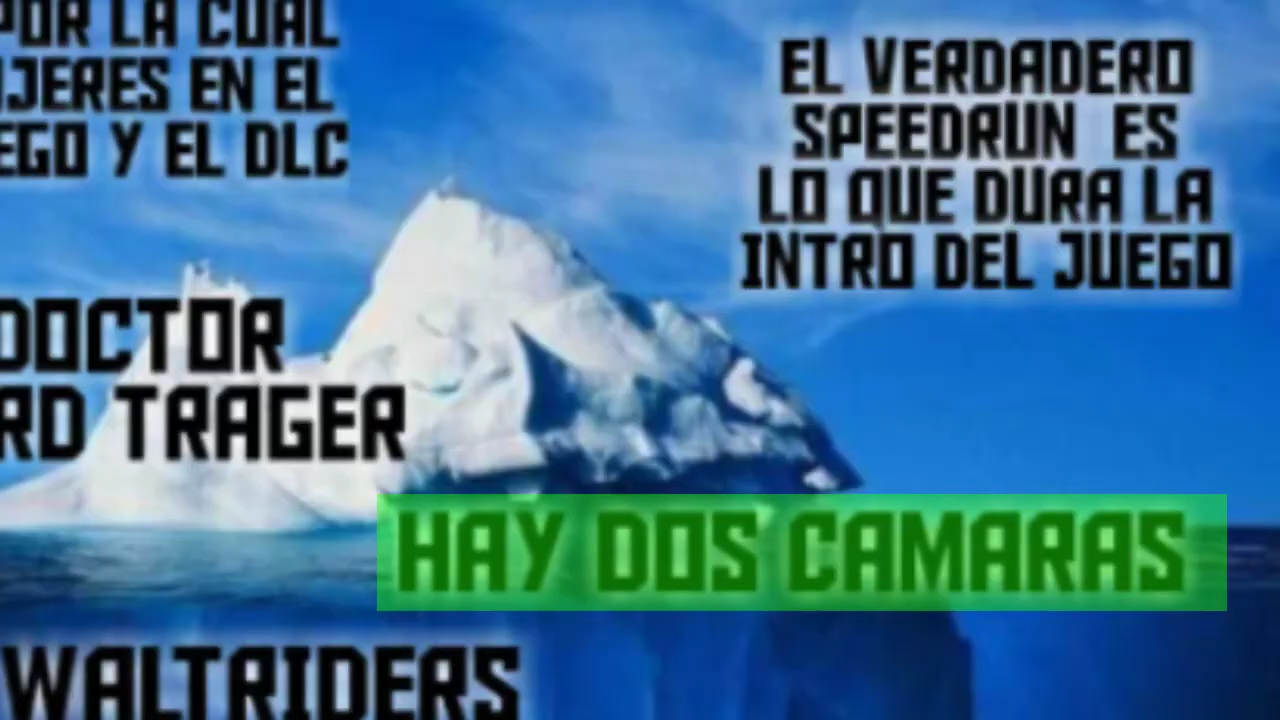 POR LA CUAL
JERES EN EL
EGO Y EL DLC
EL VERDADERO
SPEEDRUN ES
LO QUE DURA LA
INTRO DEL JUEGO
DOCTOR
RD TRAGER
HAY DOS CAMARAS
WALTRIDERS